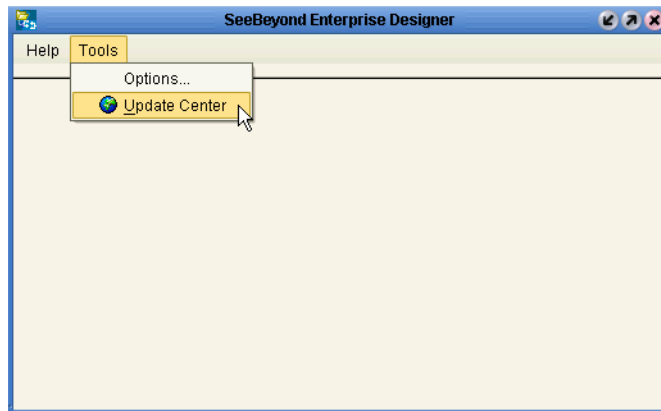 SeeBeyond Enterprise Designer
Help Tools
Options...
Update Center